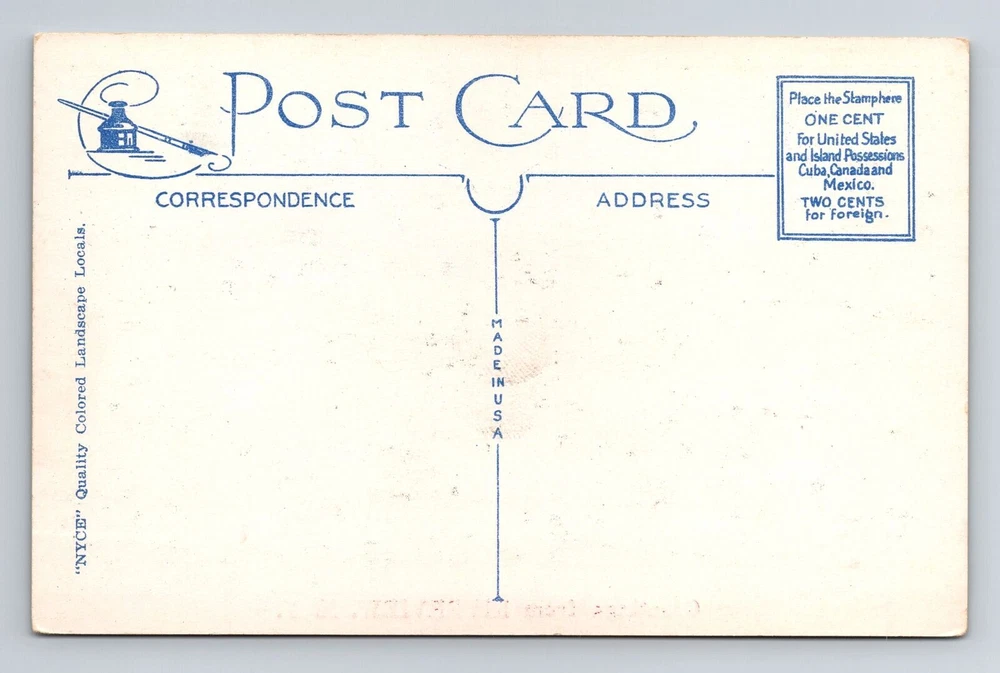 POST CARD.
CORRESPONDENCE
ADDRESS
Place the Stamp here
ONE CENT
For United States
and Island Possessions
Cuba, Canada and
Mexico.
TWO CENTS
for Foreign.
MADE IN USA
"NYCE" Quality Colored Landscape Locals.
from